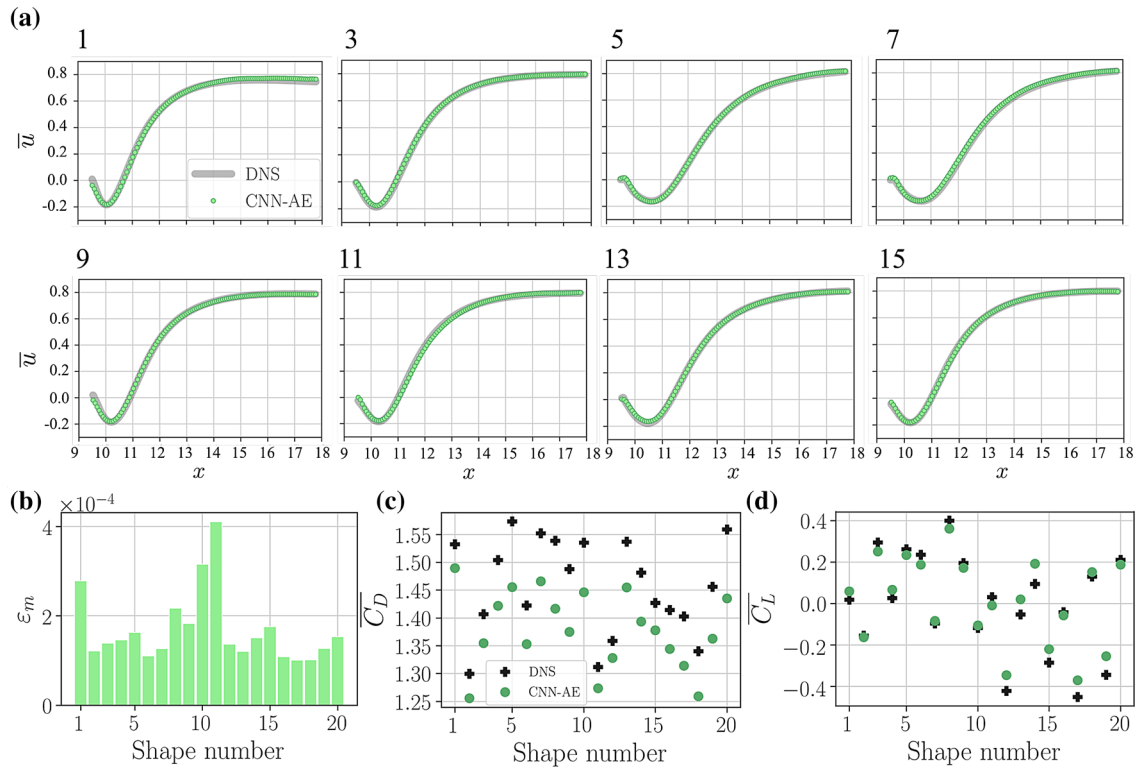 (a)
1 3 5 7
0.8
0.6
0.4
0.2
0.0
-0.2
u̅
DNS
CNN-AE
9 11 13 15
0.8
0.6
0.4
0.2
0.0
-0.2
u̅
9 10 11 12 13 14 15 16 17 18 9 10 11 12 13 14 15 16 17 18 9 10 11 12 13 14 15 16 17 18 9 10 11 12 13 14 15 16 17 18
x x x x
(b)
×10⁻⁴
4
2
0
εₘ
1 5 10 15 20
Shape number
(c)
1.55
1.50
1.45
1.40
1.35
1.30
1.25
C_D
DNS
CNN-AE
1 5 10 15 20
Shape number
(d)
0.4
0.2
0.0
−0.2
−0.4
C_L
1 5 10 15 20
Shape number